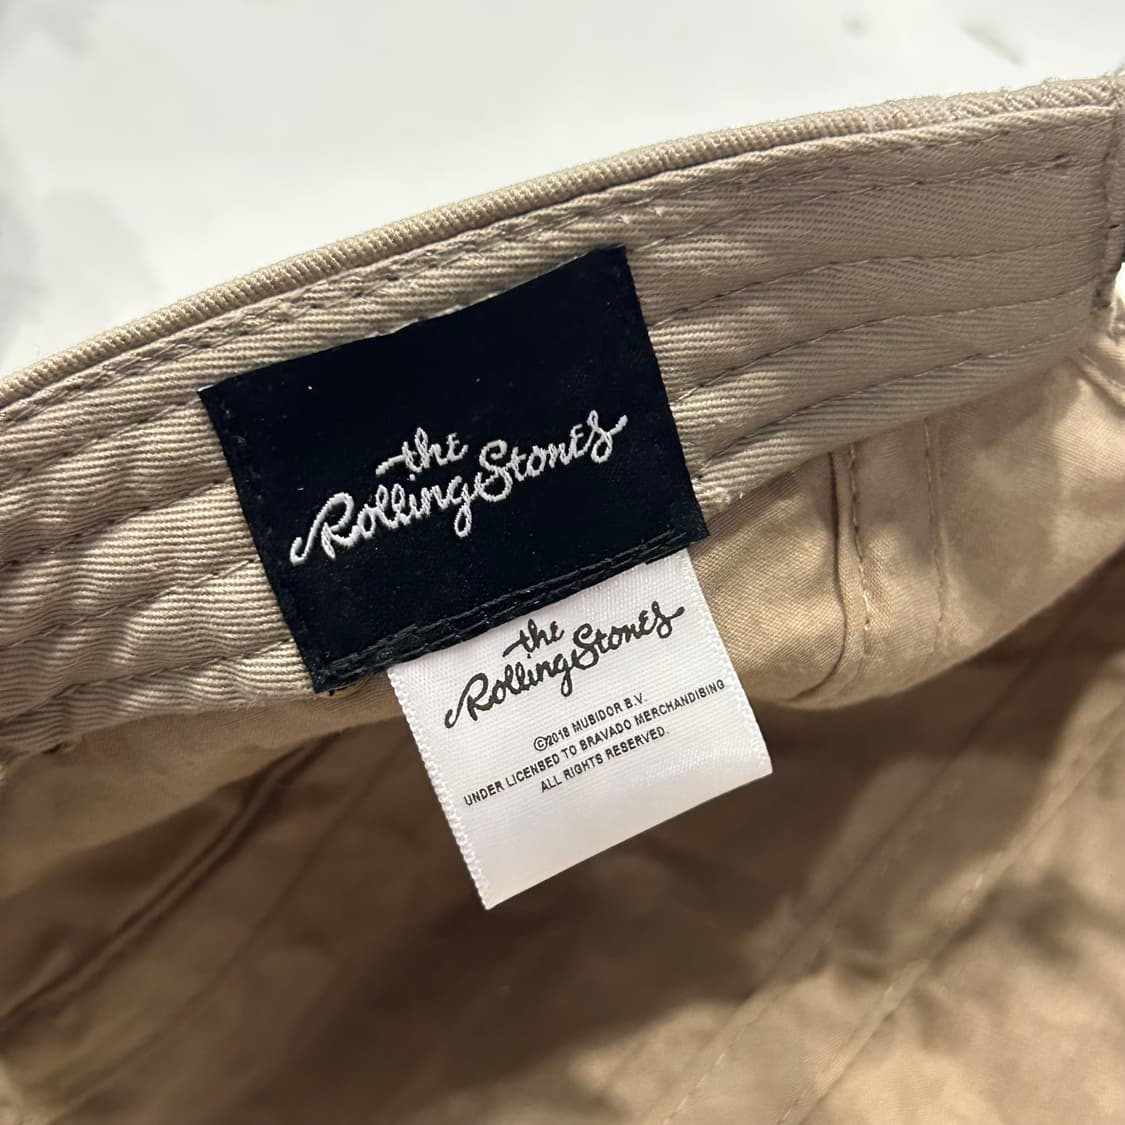 the
Rolling Stones
the
Rolling Stones
©2018 MUSIDOR B.V.
UNDER LICENSED TO BRAVADO MERCHANDISING
ALL RIGHTS RESERVED.